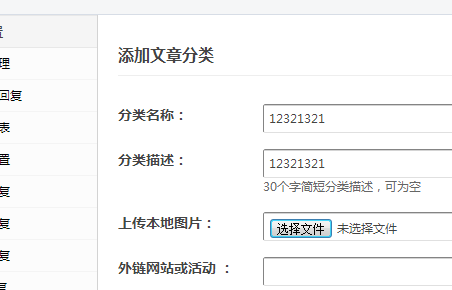 置
添加文章分类
理
回复
分类名称：
12321321
表
分类描述：
12321321
置
30个字简短分类描述，可为空
复
上传本地图片：
选择文件 未选择文件
复
复
外链网站或活动 ：
复